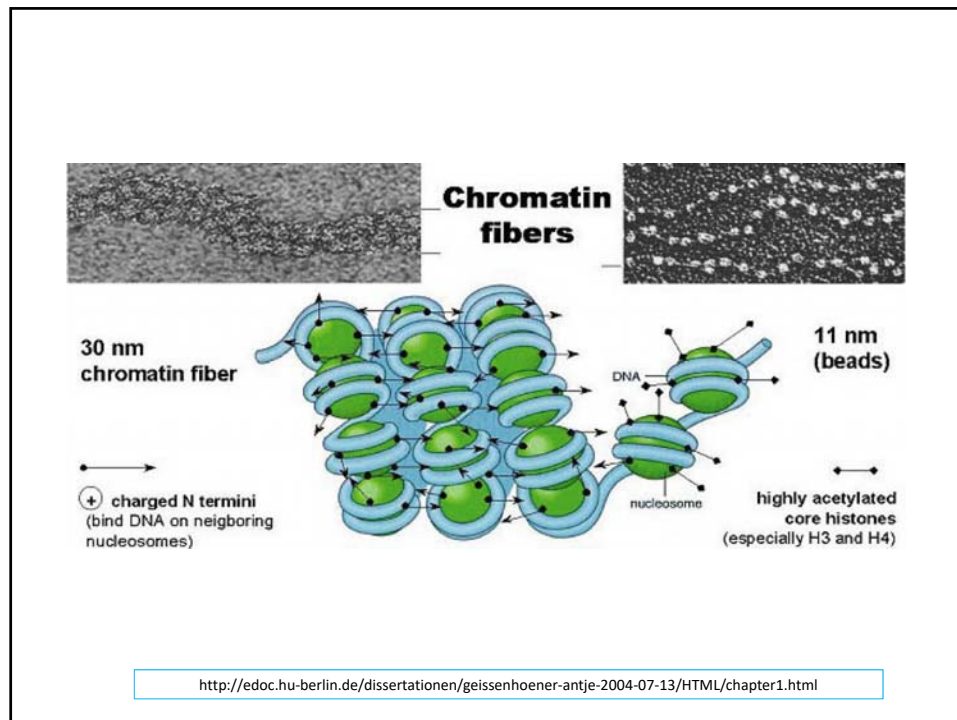 Chromatin
fibers
30 nm
chromatin fiber
11 nm
(beads)
DNA
nucleosome
+ charged N termini
(bind DNA on neigboring
nucleosomes)
highly acetylated
core histones
(especially H3 and H4)
http://edoc.hu-berlin.de/dissertationen/geissenhoener-antje-2004-07-13/HTML/chapter1.html